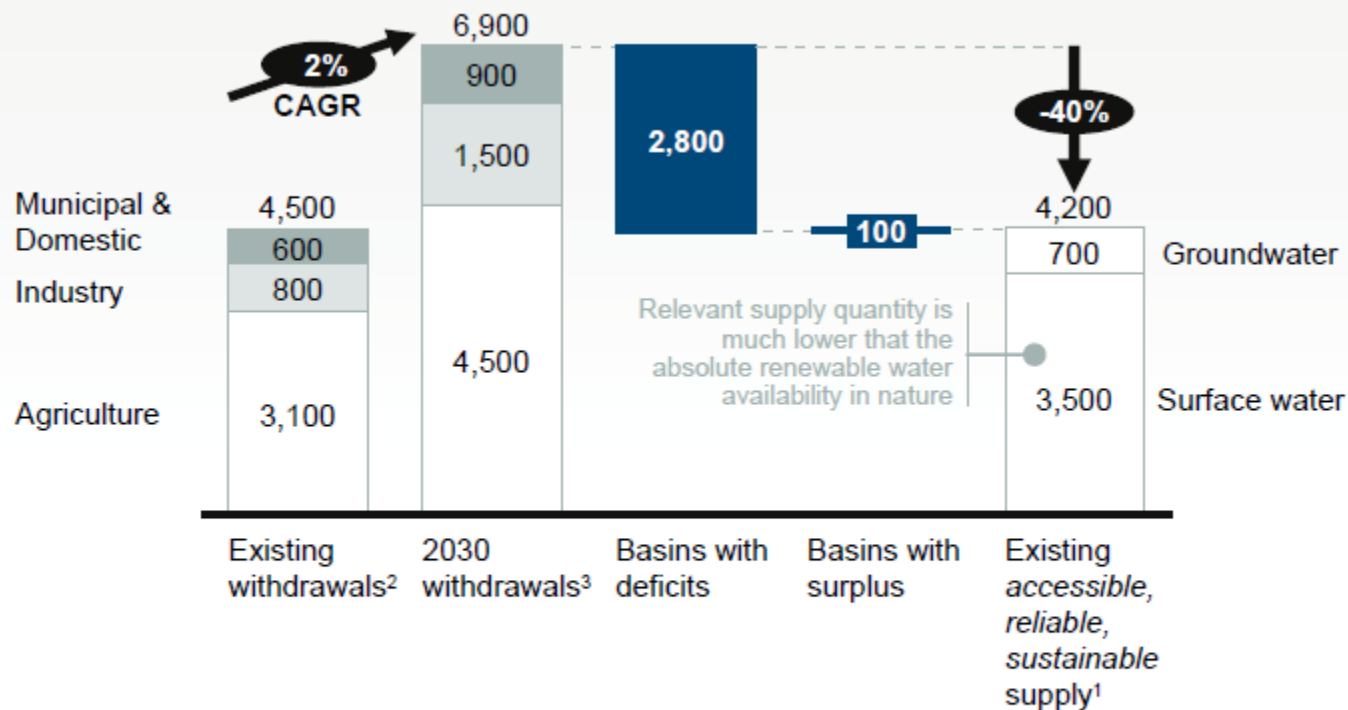 6,900
2%
CAGR
900
2,800
-40%
1,500
Municipal &
Domestic
4,500
600
4,200
100
700
Groundwater
Industry
800
Relevant supply quantity is
much lower that the
absolute renewable water
availability in nature
4,500
3,500
Surface water
Agriculture
3,100
Existing
withdrawals²
2030
withdrawals³
Basins with
deficits
Basins with
surplus
Existing
accessible,
reliable,
sustainable
supply¹